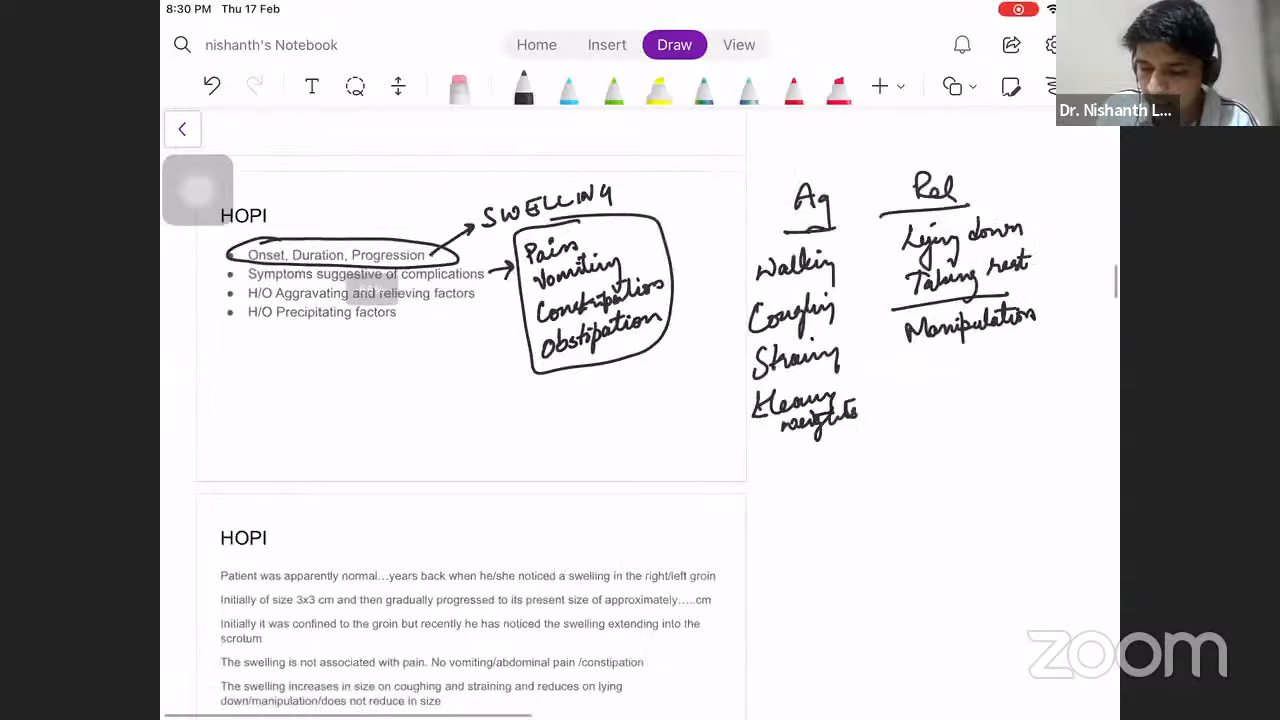 8:30 PM Thu 17 Feb
nishanth's Notebook
Home Insert Draw View
Dr. Nishanth L...
HOPI
Onset, Duration, Progression
Symptoms suggestive of complications
H/O Aggravating and relieving factors
H/O Precipitating factors
SWELLING
Pain
Vomiting
Constipation
Obstipation
Ag
Walking
Coughing
Straining
Heavy
weights
Rel
Lying down
Taking rest
Manipulation
HOPI
Patient was apparently normal...years back when he/she noticed a swelling in the right/left groin
Initially of size 3x3 cm and then gradually progressed to its present size of approximately.....cm
Initially it was confined to the groin but recently he has noticed the swelling extending into the
scrotum
The swelling is not associated with pain. No vomiting/abdominal pain /constipation
The swelling increases in size on coughing and straining and reduces on lying
down/manipulation/does not reduce in size
zoom